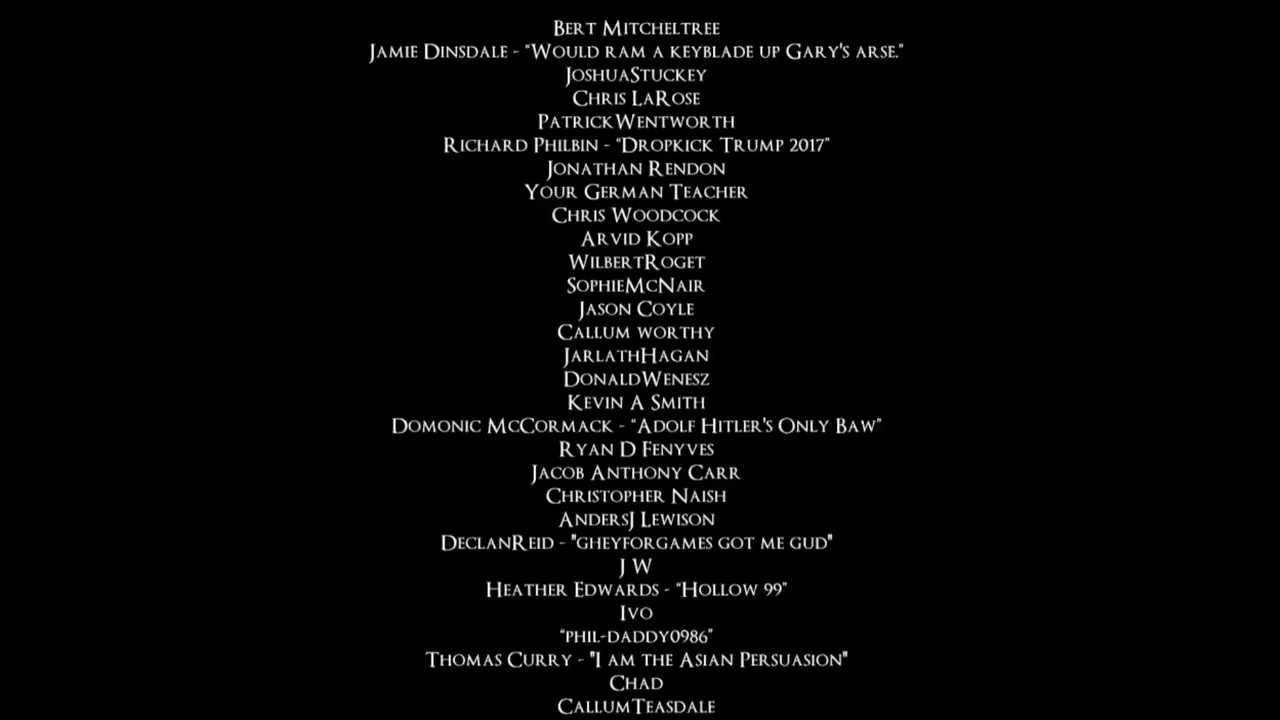 Bert Mitcheltree
Jamie Dinsdale - "Would ram a keyblade up Gary's arse."
JoshuaStuckey
Chris LaRose
PatrickWentworth
Richard Philbin - "Dropkick Trump 2017"
Jonathan Rendon
Your German Teacher
Chris Woodcock
Arvid Kopp
WilbertRoget
SophieMcNair
Jason Coyle
Callum worthy
JarlathHagan
DonaldWenesz
Kevin A Smith
Domonic McCormack - "Adolf Hitler's Only Baw"
Ryan D Fenyves
Jacob Anthony Carr
Christopher Naish
AndersJ Lewison
DeclanReid - "gheyforgames got me gud"
J W
Heather Edwards - "Hollow 99"
Ivo
"phil-daddy0986"
Thomas Curry - "I am the Asian Persuasion"
Chad
CallumTeasdale